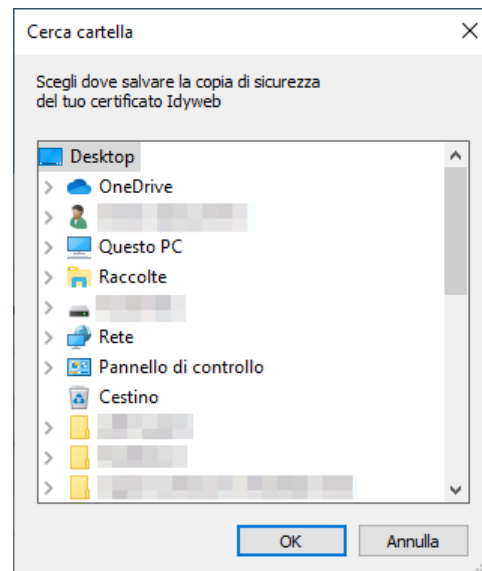 Cerca cartella
Scegli dove salvare la copia di sicurezza
del tuo certificato Idyweb
Desktop
OneDrive
Questo PC
Raccolte
Rete
Pannello di controllo
Cestino
OK
Annulla